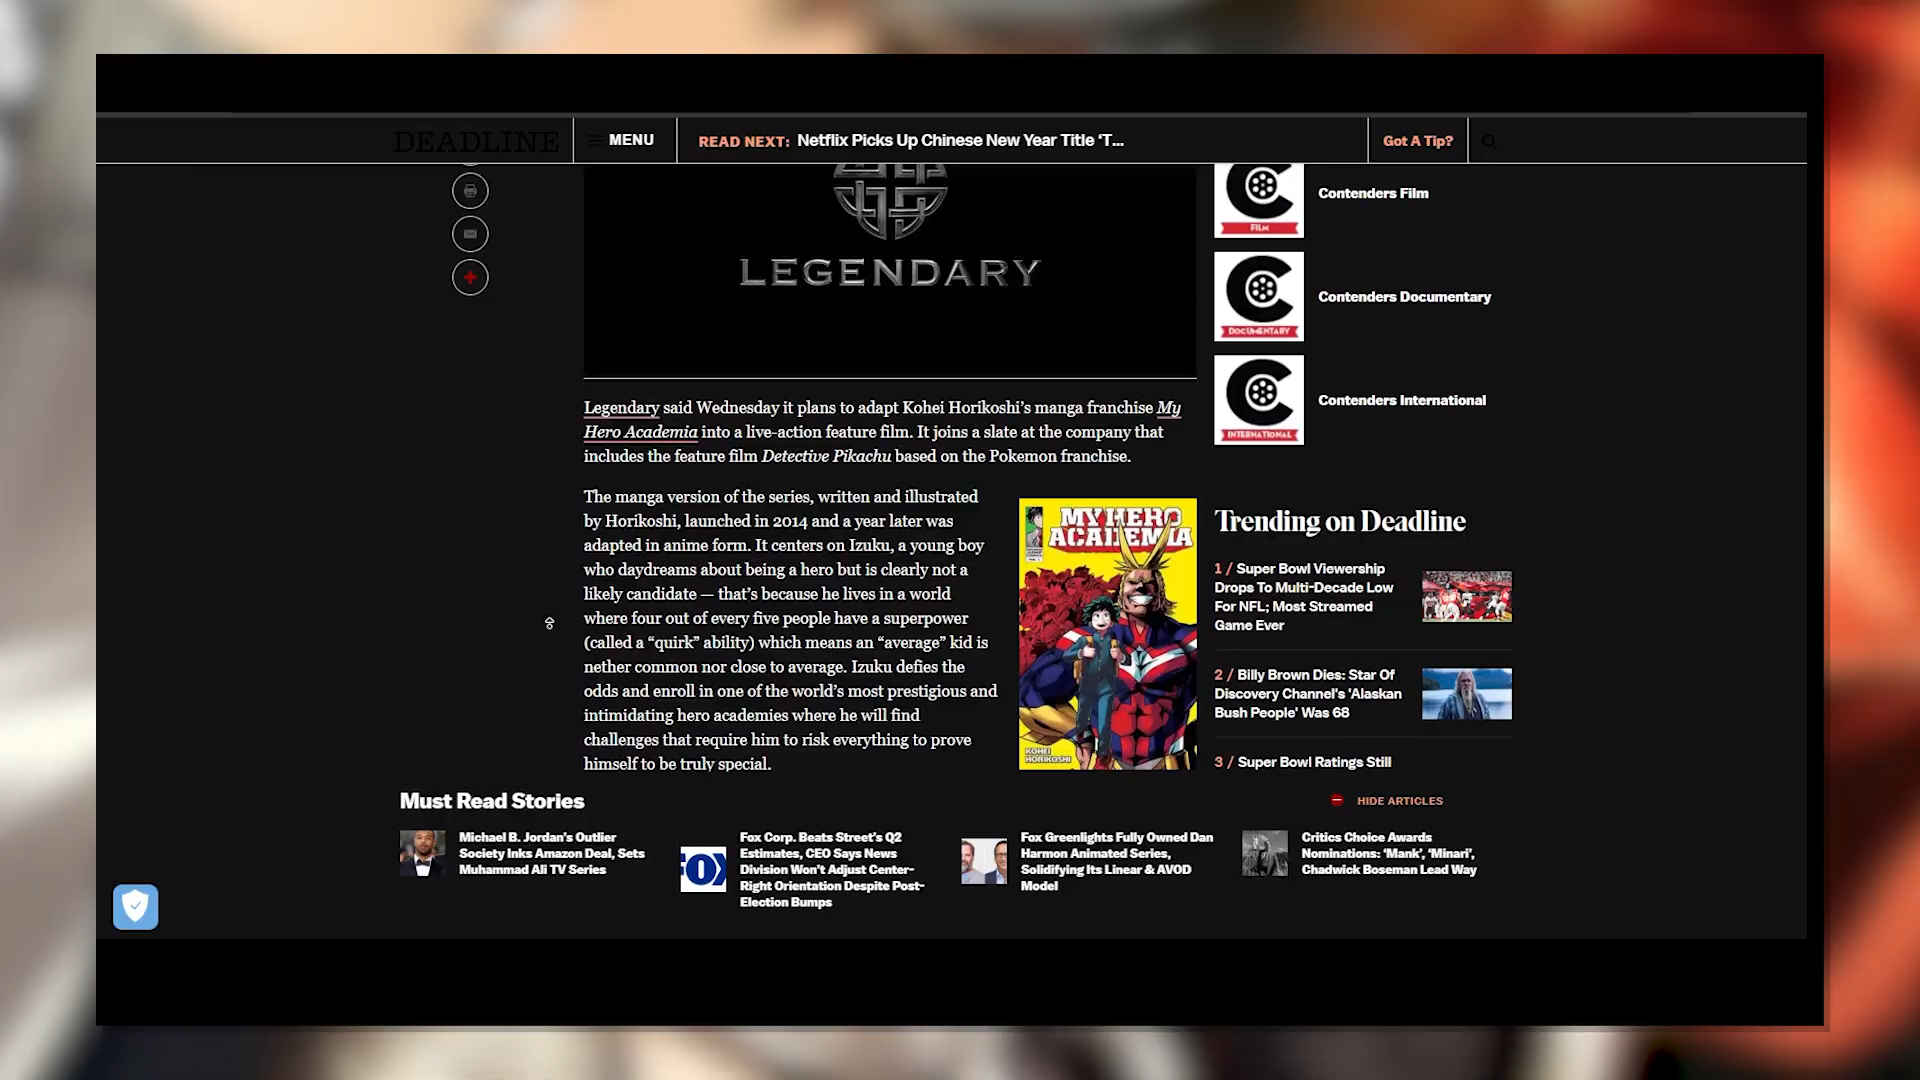 DEADLINE
MENU
READ NEXT: Netflix Picks Up Chinese New Year Title ‘T...
Got A Tip?
LEGENDARY
Legendary said Wednesday it plans to adapt Kohei Horikoshi’s manga franchise My
Hero Academia into a live-action feature film. It joins a slate at the company that
includes the feature film Detective Pikachu based on the Pokemon franchise.
The manga version of the series, written and illustrated
by Horikoshi, launched in 2014 and a year later was
adapted in anime form. It centers on Izuku, a young boy
who daydreams about being a hero but is clearly not a
likely candidate — that’s because he lives in a world
where four out of every five people have a superpower
(called a “quirk” ability) which means an “average” kid is
nether common nor close to average. Izuku defies the
odds and enroll in one of the world’s most prestigious and
intimidating hero academies where he will find
challenges that require him to risk everything to prove
himself to be truly special.
MY HERO
ACADEMIA
KOHEI
HORIKOSHI
FILM
Contenders Film
DOCUMENTARY
Contenders Documentary
INTERNATIONAL
Contenders International
Trending on Deadline
1 / Super Bowl Viewership
Drops To Multi-Decade Low
For NFL; Most Streamed
Game Ever
2 / Billy Brown Dies: Star Of
Discovery Channel's 'Alaskan
Bush People' Was 68
3 / Super Bowl Ratings Still
Must Read Stories
HIDE ARTICLES
Michael B. Jordan’s Outlier
Society Inks Amazon Deal, Sets
Muhammad Ali TV Series
FOX
Fox Corp. Beats Street’s Q2
Estimates, CEO Says News
Division Won’t Adjust Center-
Right Orientation Despite Post-
Election Bumps
Fox Greenlights Fully Owned Dan
Harmon Animated Series,
Solidifying Its Linear & AVOD
Model
Critics Choice Awards
Nominations: ‘Mank’, ‘Minari’,
Chadwick Boseman Lead Way